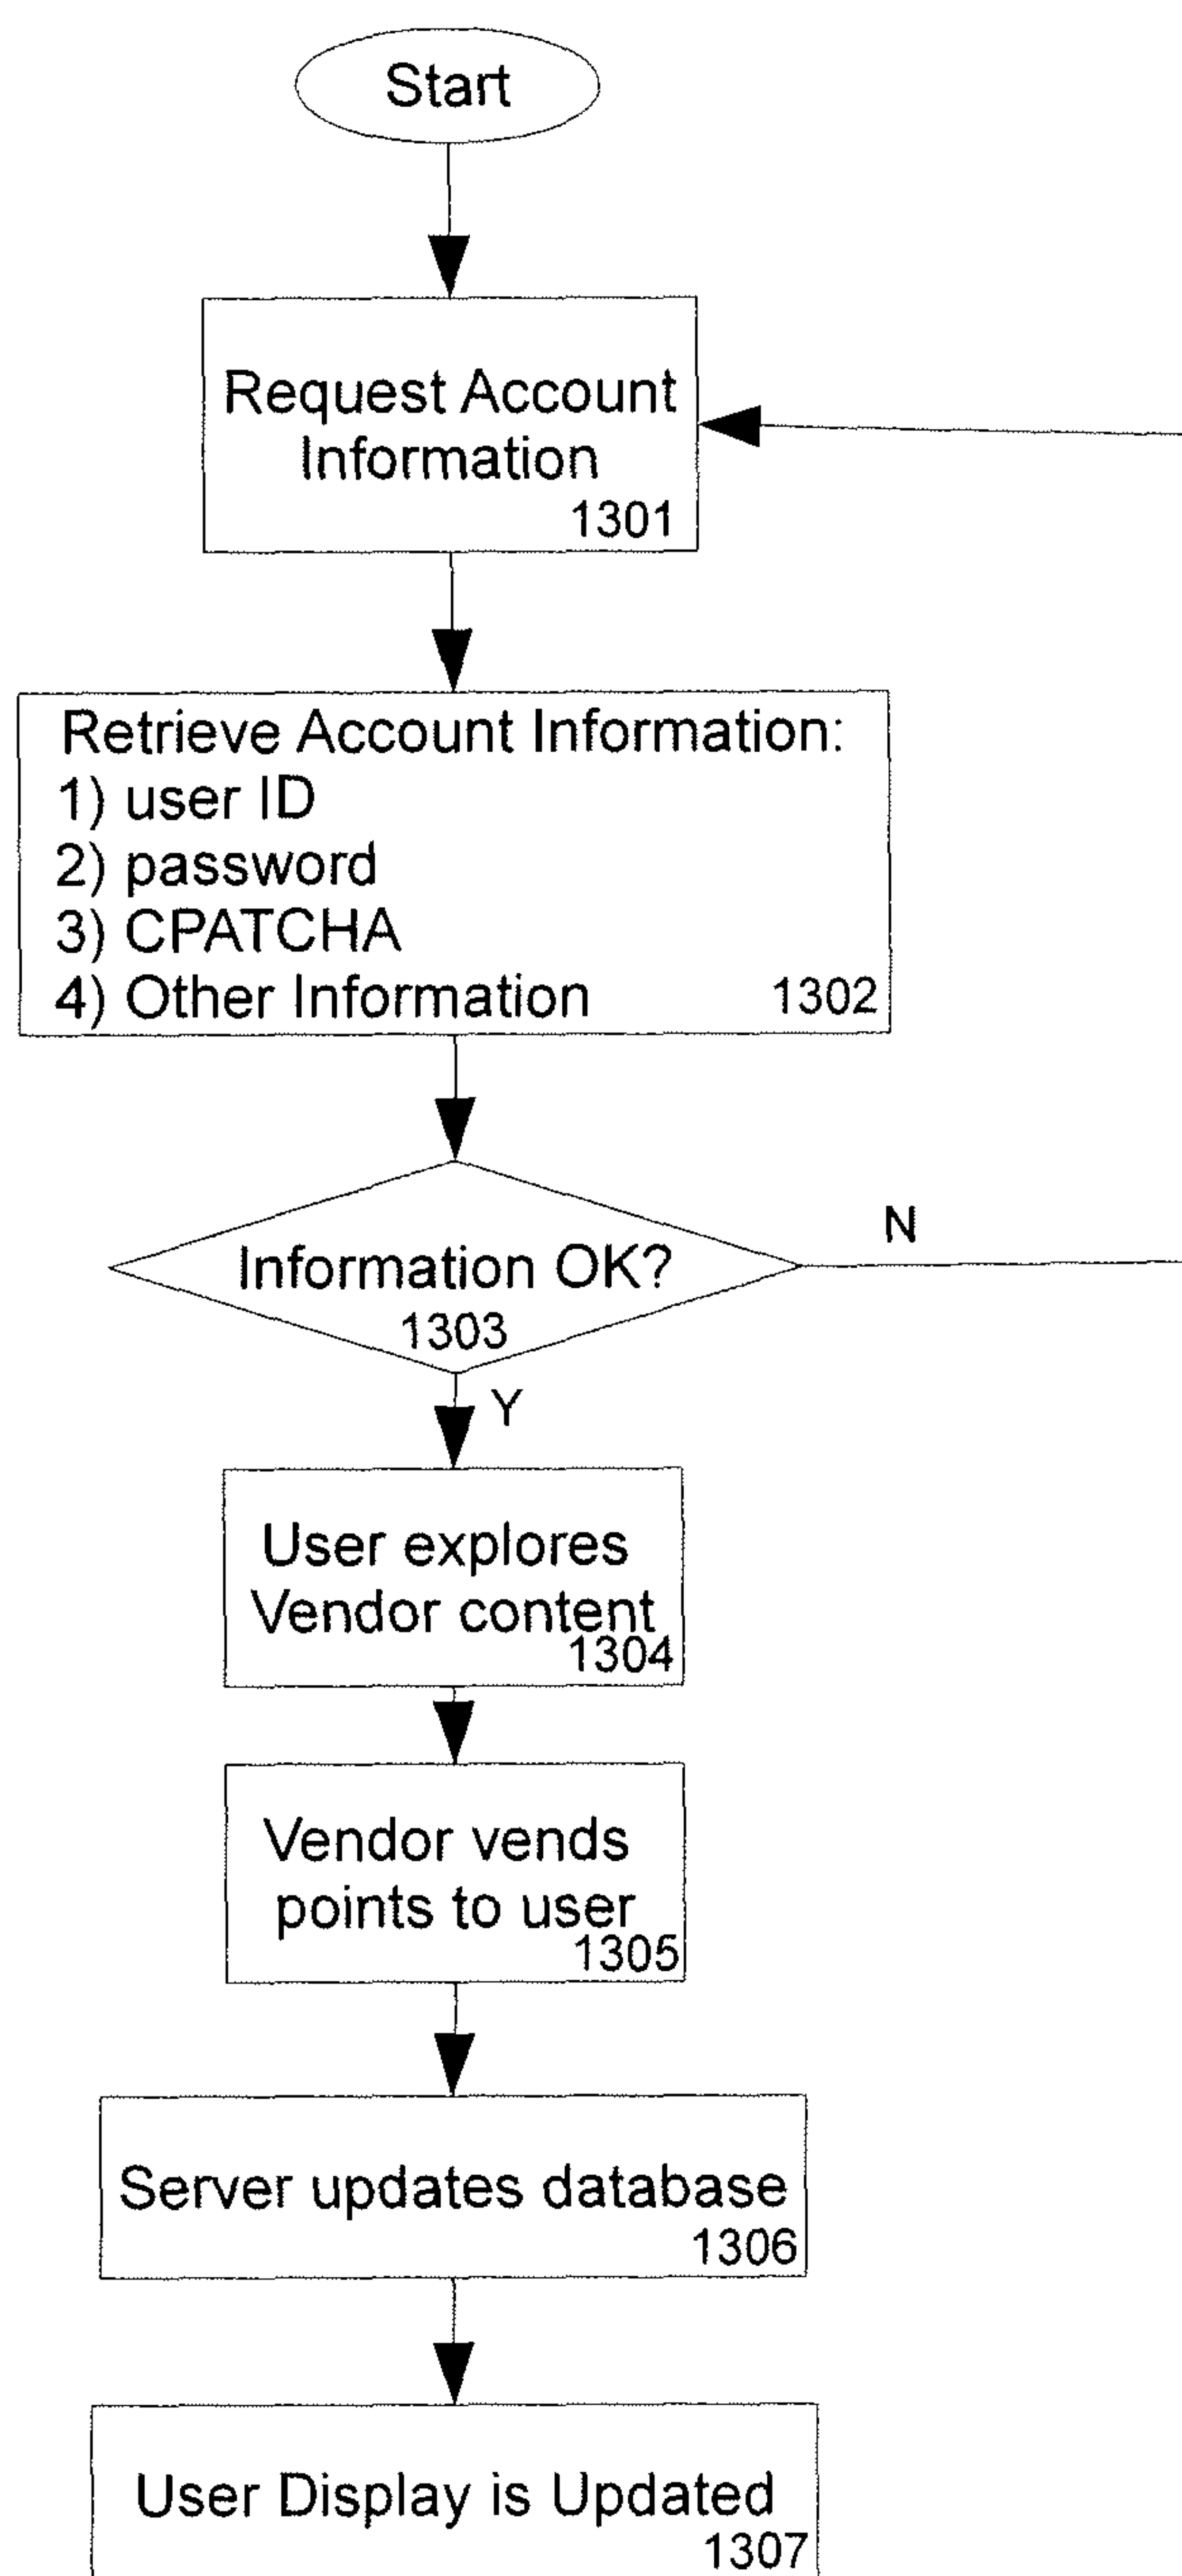 Start
Request Account
Information
1301
Retrieve Account Information:
1) user ID
2) password
3) CPATCHA
4) Other Information
1302
Information OK?
1303
N
Y
User explores
Vendor content
1304
Vendor vends
points to user
1305
Server updates database
1306
User Display is Updated
1307